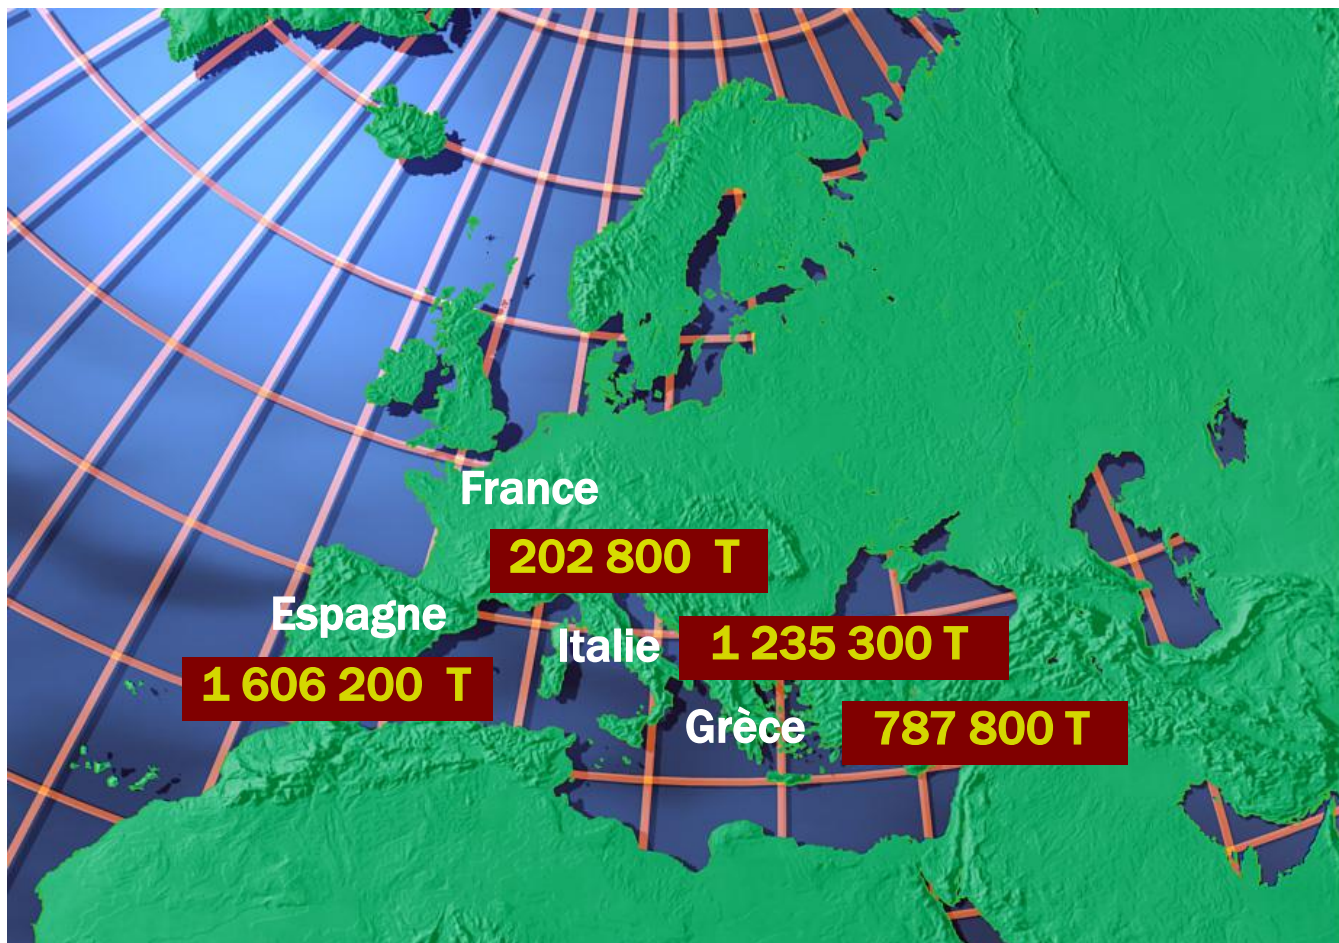 France
202 800 T
Espagne
1 606 200 T
Italie
1 235 300 T
Grèce
787 800 T